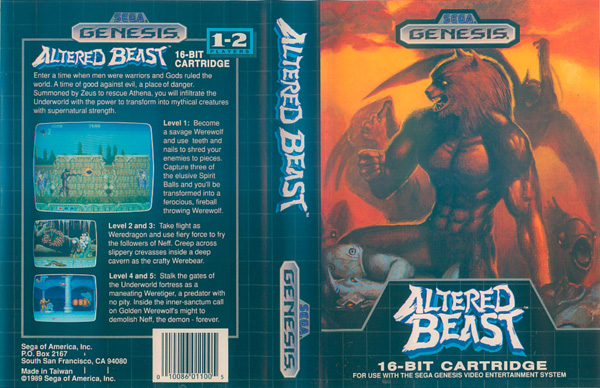 SEGA
GENESIS
1-2
PLAYERS
ALTERED BEAST™
16-BIT
CARTRIDGE
Enter a time when men were warriors and Gods ruled the
world. A time of good against evil, a place of danger.
Summoned by Zeus to rescue Athena, you will infiltrate the
Underworld with the power to transform into mythical creatures
with supernatural strength.
Level 1: Become
a savage Werewolf
and use teeth and
nails to shred your
enemies to pieces.
Capture three of
the elusive Spirit
Balls and you'll be
transformed into a
ferocious, fireball
throwing Werewolf.
Level 2 and 3: Take flight as
Weredragon and use fiery force to fry
the followers of Neff. Creep across
slippery crevasses inside a deep
cavern as the crafty Werebear.
Level 4 and 5: Stalk the gates of
the Underworld fortress as a
maneating Weretiger, a predator with
no pity. Inside the inner-sanctum call
on Golden Werewolf's might to
demolish Neff, the demon - forever.
Sega of America, Inc.
P.O. Box 2167
South San Francisco, CA 94080
Made in Taiwan
©1989 Sega of America, Inc.
0 10086 01100 5
ALTERED BEAST™
SEGA
GENESIS
SEGA
GENESIS
ALTERED
BEAST™
16-BIT CARTRIDGE
FOR USE WITH THE SEGA GENESIS VIDEO ENTERTAINMENT SYSTEM